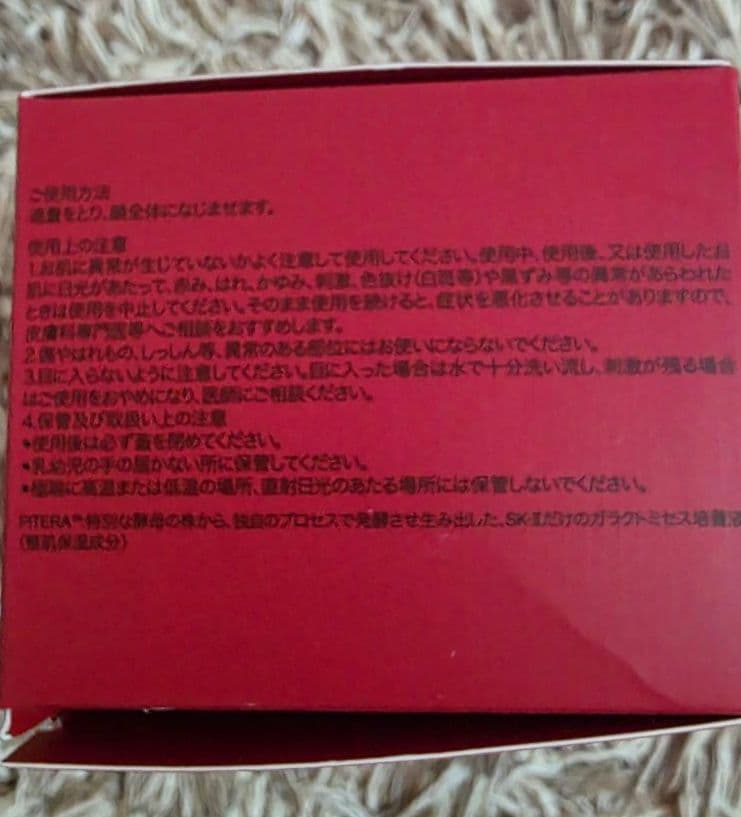 ご使用方法
適量をとり、顔全体になじませます。
使用上の注意
1.お肌に異常が生じていないかよく注意して使用してください。使用中、使用後、又は使用したお
肌に日光があたって、赤み、はれ、かゆみ、刺激、色抜け(白斑等)や黒ずみ等の異常があらわれた
ときは使用を中止してください。そのまま使用を続けると、症状を悪化させることがありますので、
皮膚科専門医等へご相談をおすすめします。
2.傷やはれもの、しっしん等、異常のある部位にはお使いにならないでください。
3.目に入らないように注意してください。目に入った場合は水で十分洗い流し、刺激が残る場合
はご使用をおやめになり、医師にご相談ください。
4.保管及び取扱い上の注意
*使用後は必ず蓋を閉めてください。
*乳幼児の手の届かない所に保管してください。
*極端に高温または低温の場所、直射日光のあたる場所には保管しないでください。
PITERA™:特別な酵母の株から、独自のプロセスで発酵させ生み出した、SK-IIだけのガラクトミセス培養液
(整肌保湿成分)